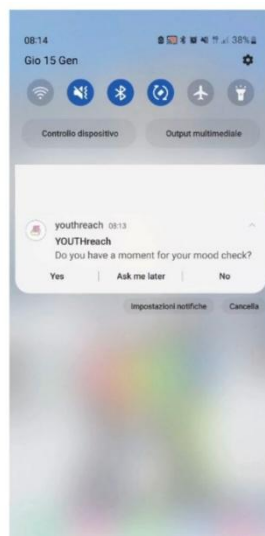 08:14
38%
Gio 15 Gen
Controllo dispositivo
Output multimediale
youthreach 08:13
YOUTHreach
Do you have a moment for your mood check?
Yes
Ask me later
No
Impostazioni notifiche
Cancella